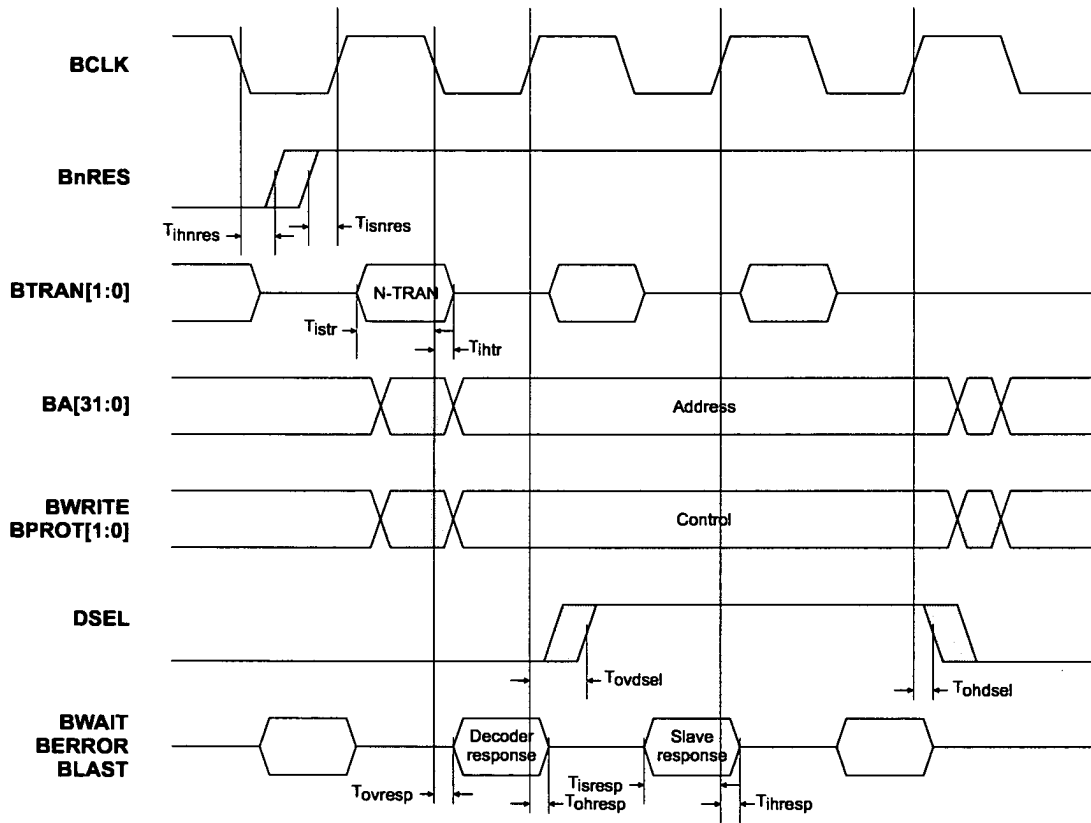 BCLK
BnRES
Tihnres
Tisnres
BTRAN[1:0]
N-TRAN
Tistr
Tihtr
BA[31:0]
Address
BWRITE
BPROT[1:0]
Control
DSEL
Tovdsel
Tohdsel
BWAIT
BERROR
BLAST
Decoder
response
Slave
response
Tovresp
Tohresp
Tisresp
Tihresp